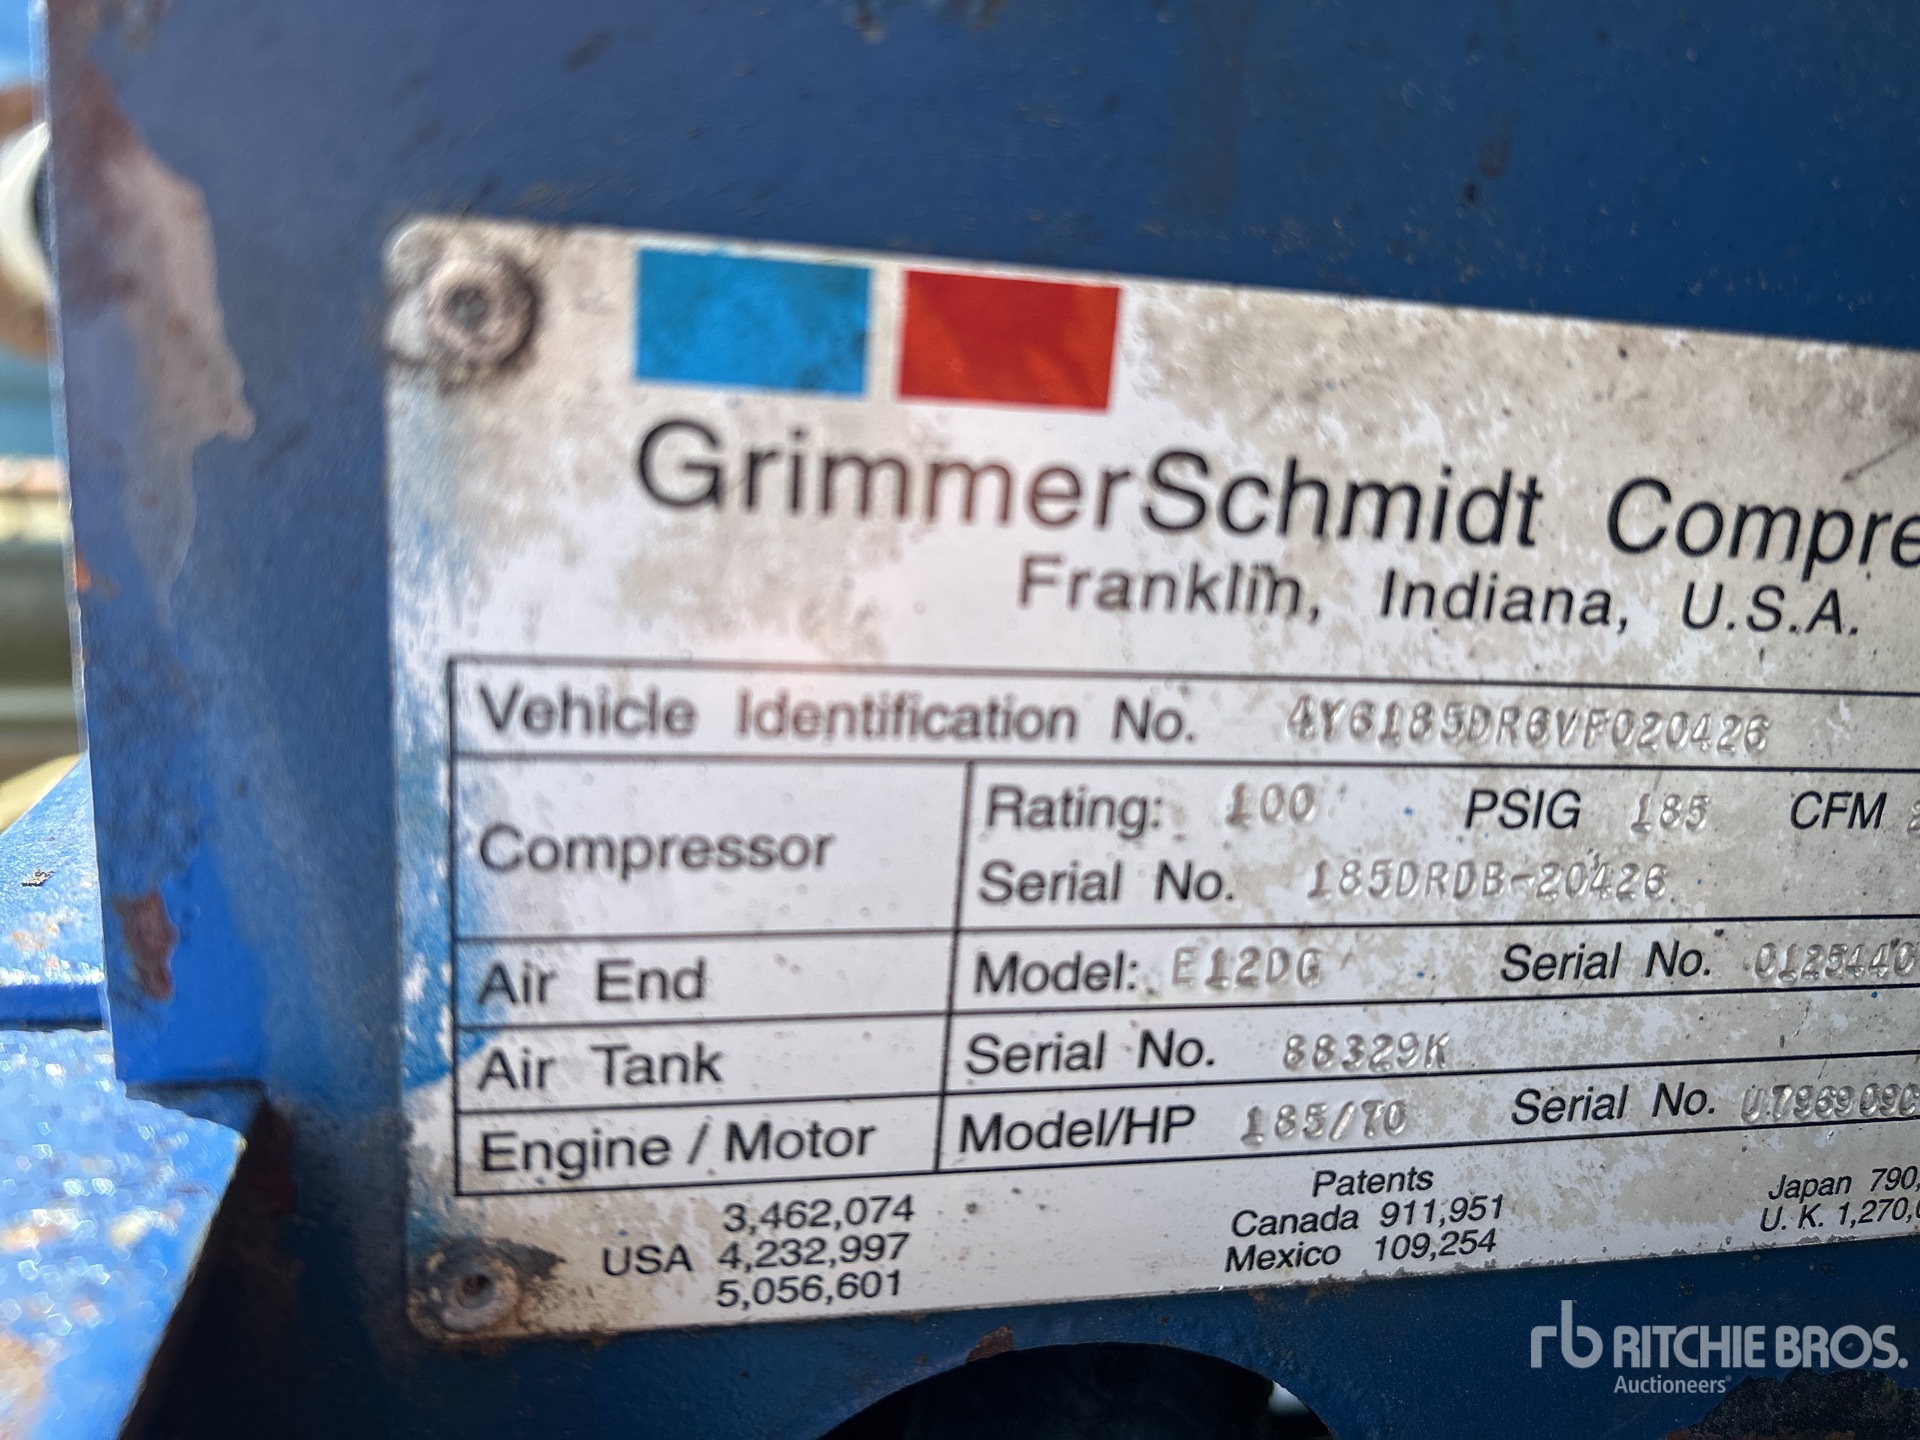 GrimmerSchmidt Compre
Franklin, Indiana, U.S.A.
Vehicle Identification No. 4Y6185DR6VF020426
Compressor
Rating: 100 PSIG 185 CFM
Serial No. 185DRDB-20426
Air End Model: E12DG Serial No. 0125440
Air Tank Serial No. 88329K
Engine / Motor Model/HP 185/70 Serial No. U796909C
Patents
3,462,074
USA 4,232,997
5,056,601
Canada 911,951
Mexico 109,254
Japan 790,
U. K. 1,270,
rb RITCHIE BROS.
Auctioneers